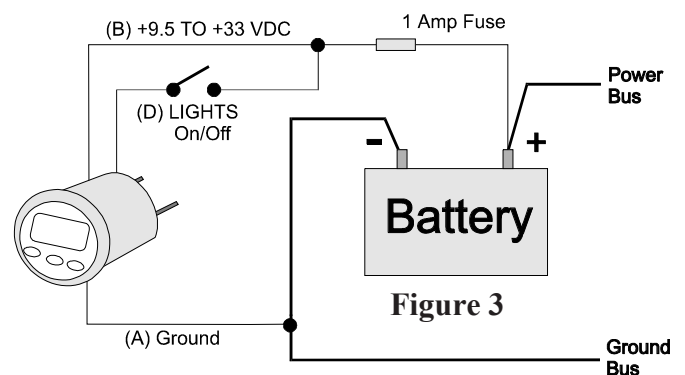 (B) +9.5 TO +33 VDC
1 Amp Fuse
Power
Bus
(D) LIGHTS
On/Off
-
+
Battery
Figure 3
(A) Ground
Ground
Bus